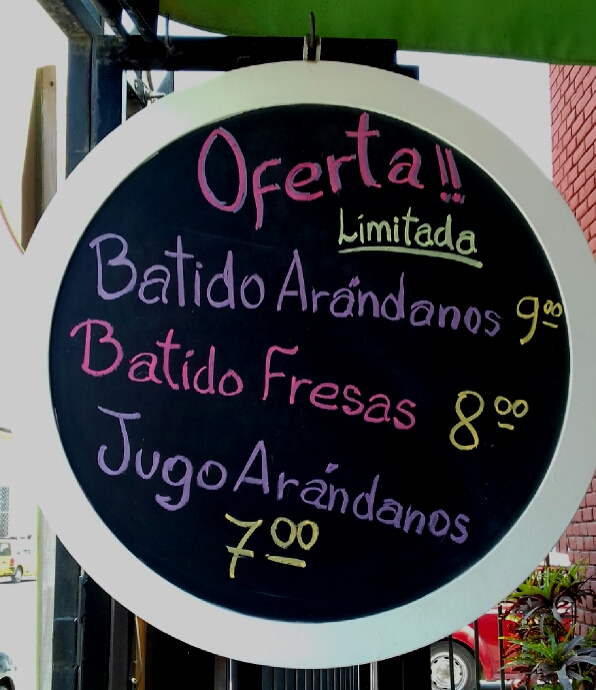 Oferta!!
Limitada
Batido Arándanos 9.00
Batido Fresas 8.00
Jugo Arándanos
7.00